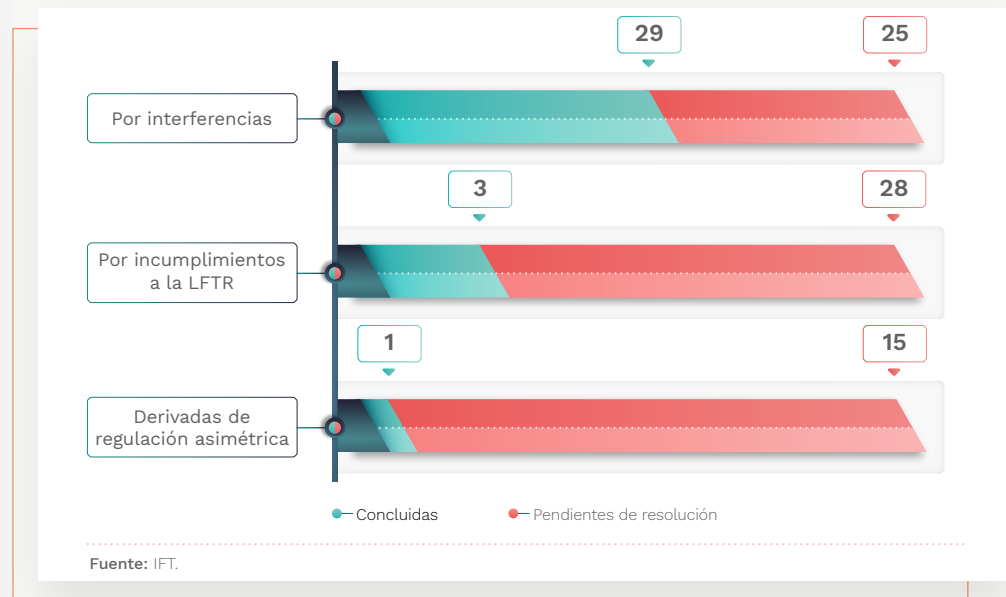 29
25
Por interferencias
3
28
Por incumplimientos
a la LFTR
1
15
Derivadas de
regulación asimétrica
Concluidas
Pendientes de resolución
Fuente: IFT.